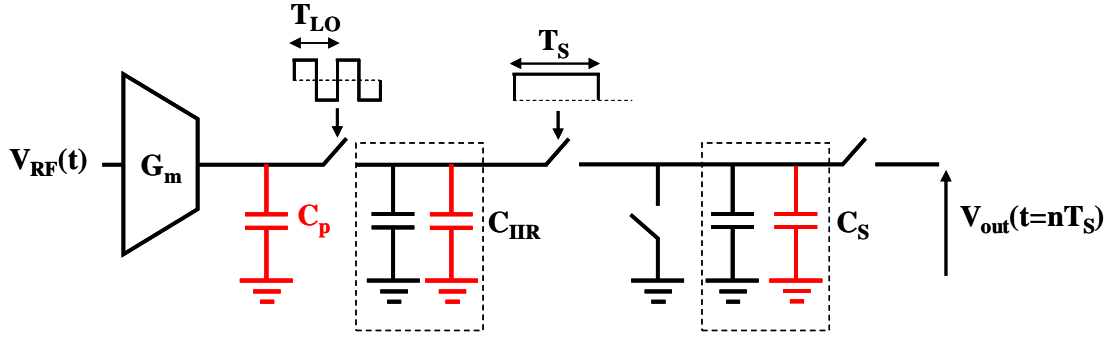 T_LO
T_S
V_RF(t)
G_m
C_p
C_IIR
C_S
V_out(t=nT_S)